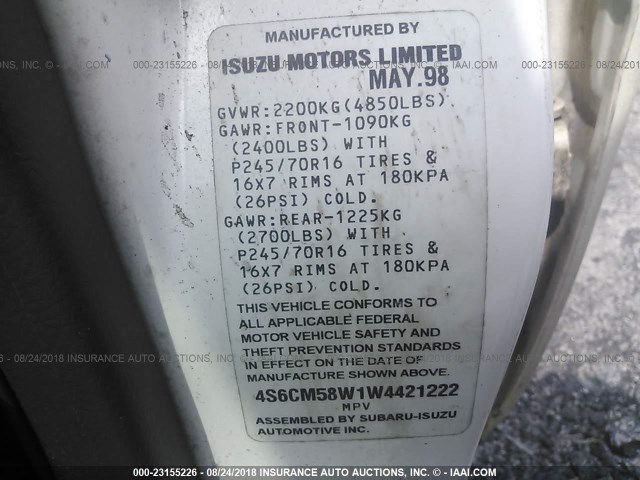 MANUFACTURED BY
ISUZU MOTORS LIMITED
MAY.98
GVWR:2200KG(4850LBS)
GAWR:FRONT-1090KG
(2400LBS) WITH
P245/70R16 TIRES &
16X7 RIMS AT 180KPA
(26PSI) COLD.
GAWR:REAR-1225KG
(2700LBS) WITH
P245/70R16 TIRES &
16X7 RIMS AT 180KPA
(26PSI) COLD.
THIS VEHICLE CONFORMS TO
ALL APPLICABLE FEDERAL
MOTOR VEHICLE SAFETY AND
THEFT PREVENTION STANDARDS
IN EFFECT ON THE DATE OF
MANUFACTURE SHOWN ABOVE.
4S6CM58W1W4421222
MPV
ASSEMBLED BY SUBARU-ISUZU
AUTOMOTIVE INC.
000-23155226 - 08/24/2018 INSURANCE AUTO AUCTIONS, INC. - © - IAAI.COM